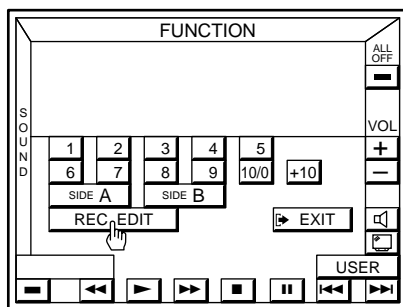 FUNCTION
ALL
OFF
SOUND
VOL
1 2 3 4 5 +
6 7 8 9 10/0 +10 −
SIDE A SIDE B
REC EDIT EXIT
USER